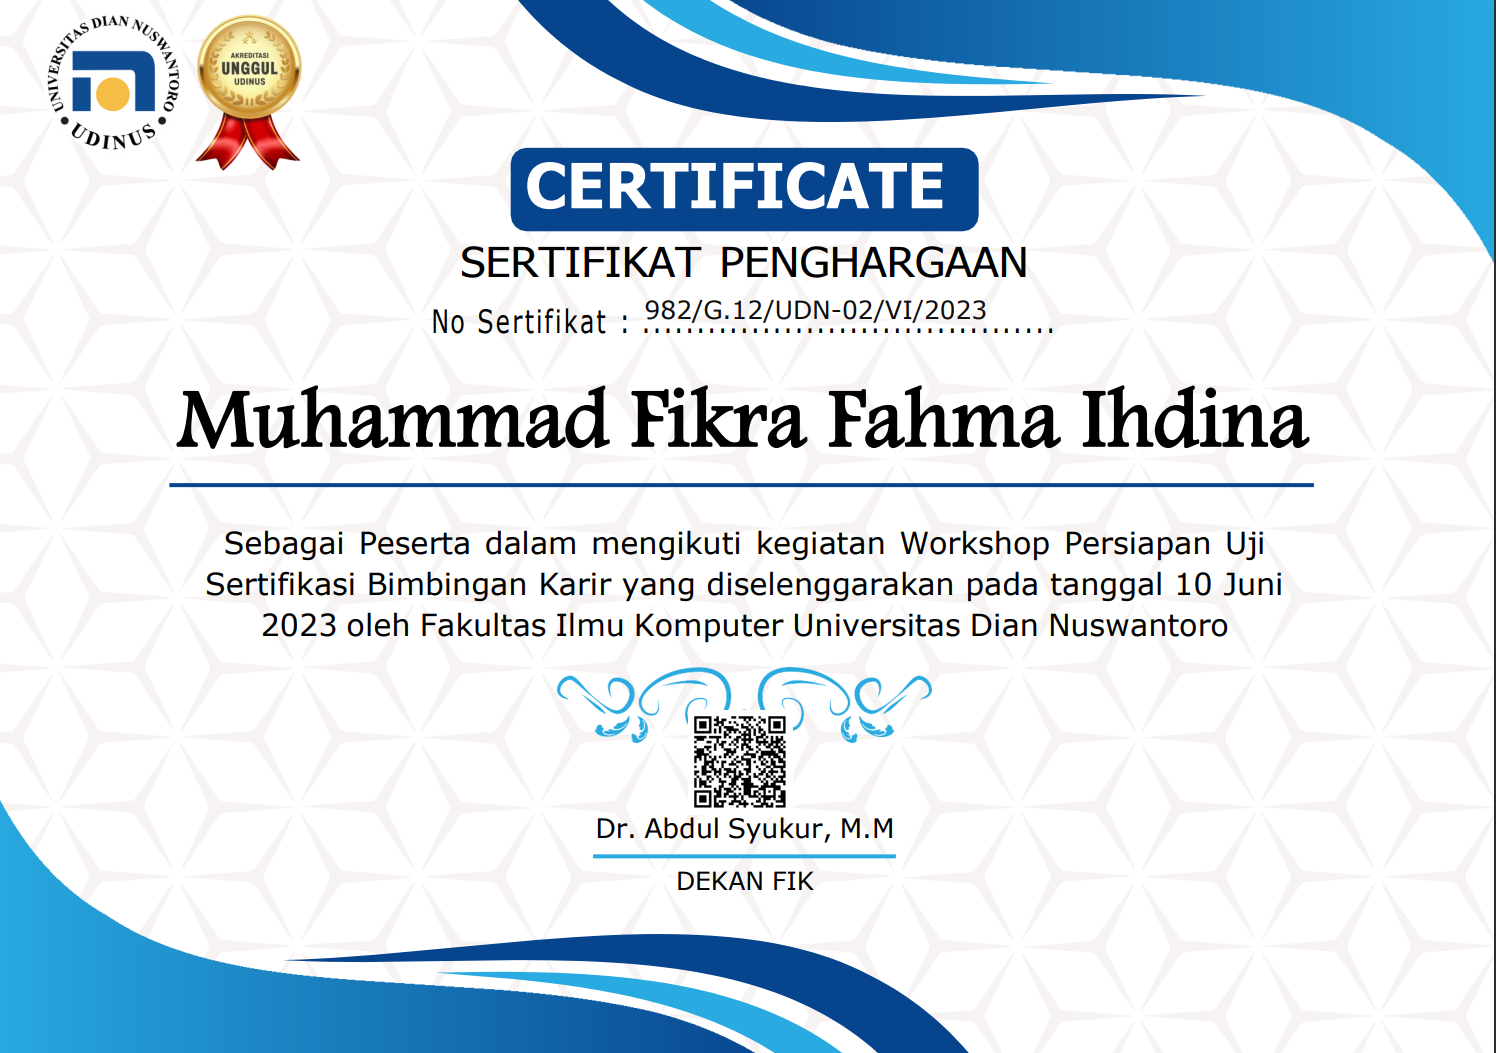 UNIVERSITAS DIAN NUSWANTORO
UDINUS
AKREDITASI
UNGGUL
UDINUS
CERTIFICATE
SERTIFIKAT PENGHARGAAN
No Sertifikat : 982/G.12/UDN-02/VI/2023
Muhammad Fikra Fahma Ihdina
Sebagai Peserta dalam mengikuti kegiatan Workshop Persiapan Uji
Sertifikasi Bimbingan Karir yang diselenggarakan pada tanggal 10 Juni
2023 oleh Fakultas Ilmu Komputer Universitas Dian Nuswantoro
Dr. Abdul Syukur, M.M
DEKAN FIK